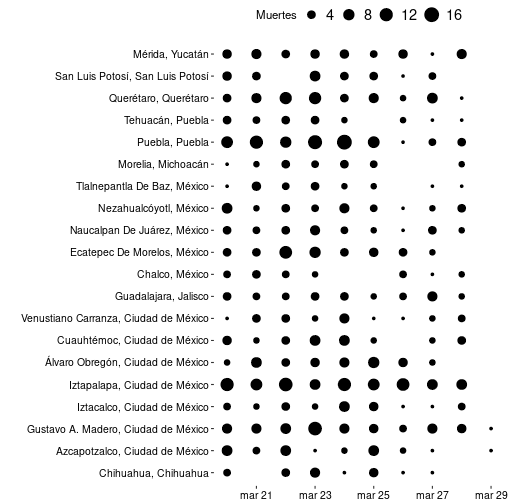 Muertes 4 8 12 16
Mérida, Yucatán
San Luis Potosí, San Luis Potosí
Querétaro, Querétaro
Tehuacán, Puebla
Puebla, Puebla
Morelia, Michoacán
Tlalnepantla De Baz, México
Nezahualcóyotl, México
Naucalpan De Juárez, México
Ecatepec De Morelos, México
Chalco, México
Guadalajara, Jalisco
Venustiano Carranza, Ciudad de México
Cuauhtémoc, Ciudad de México
Álvaro Obregón, Ciudad de México
Iztapalapa, Ciudad de México
Iztacalco, Ciudad de México
Gustavo A. Madero, Ciudad de México
Azcapotzalco, Ciudad de México
Chihuahua, Chihuahua
mar 21 mar 23 mar 25 mar 27 mar 29